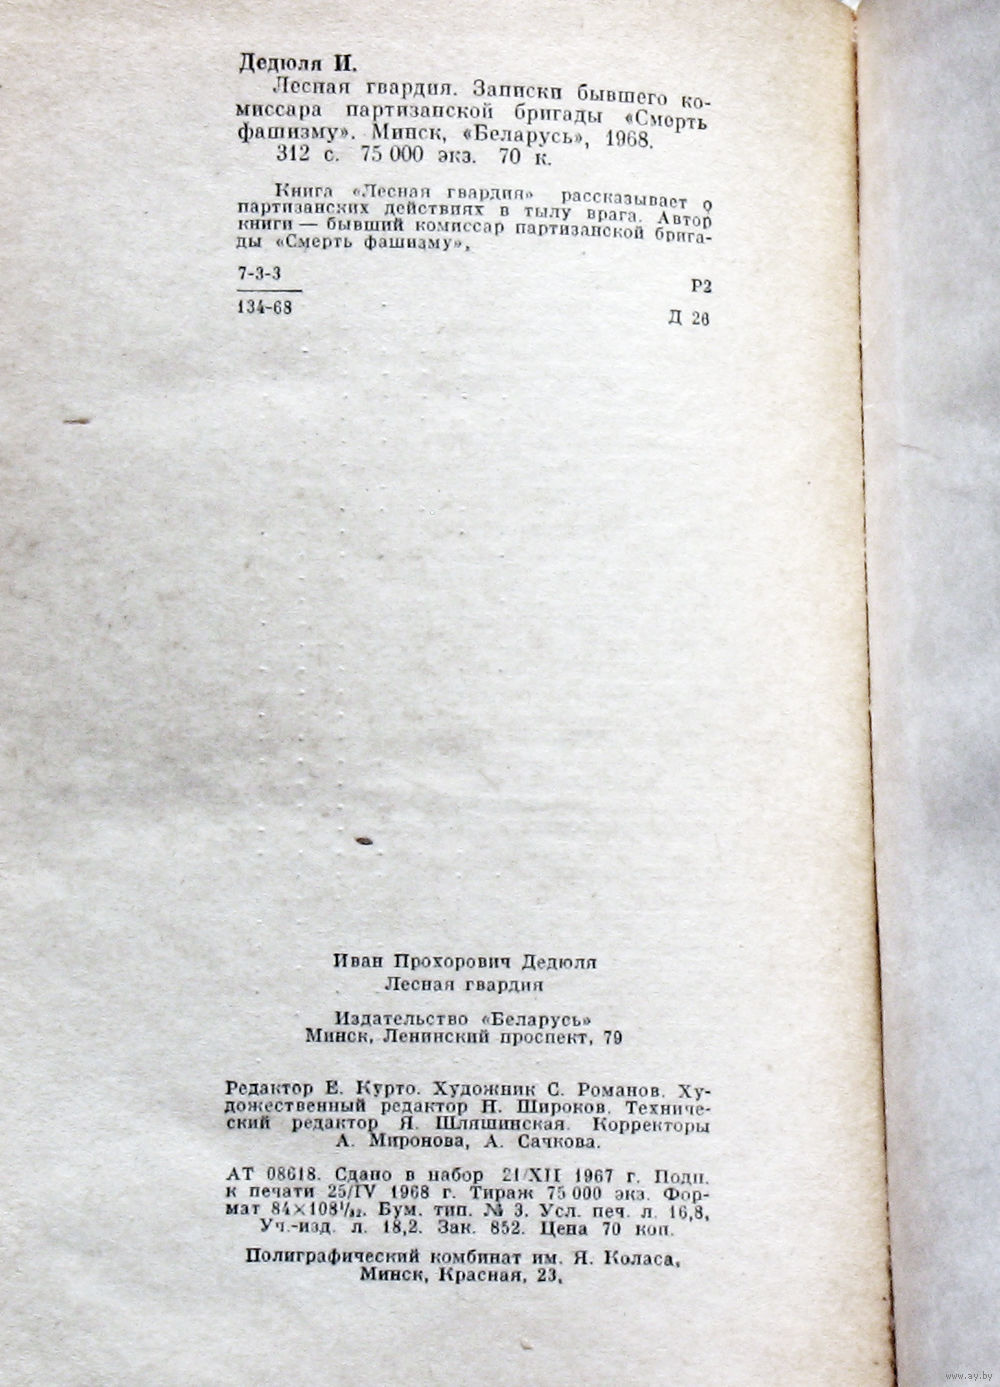 Дедюля И.
Лесная гвардия. Записки бывшего ко-
миссара партизанской бригады «Смерть
фашизму». Минск, «Беларусь», 1968.
312 с. 75 000 экз. 70 к.
Книга «Лесная гвардия» рассказывает о
партизанских действиях в тылу врага. Автор
книги — бывший комиссар партизанской брига-
ды «Смерть фашизму».
7-3-3
134-68
Р2
Д 26
Иван Прохорович Дедюля
Лесная гвардия
Издательство «Беларусь»
Минск, Ленинский проспект, 79
Редактор Е. Курто. Художник С. Романов. Ху-
дожественный редактор Н. Широков. Техниче-
ский редактор Я. Шляшинская. Корректоры
А. Миронова, А. Сачкова.
АТ 08618. Сдано в набор 21/XII 1967 г. Подп.
к печати 25/IV 1968 г. Тираж 75 000 экз. Фор-
мат 84×108¹/₃₂. Бум. тип. № 3. Усл. печ. л. 16,8.
Уч.-изд. л. 18,2. Зак. 852. Цена 70 коп.
Полиграфический комбинат им. Я. Коласа,
Минск, Красная, 23.
www.ay.by